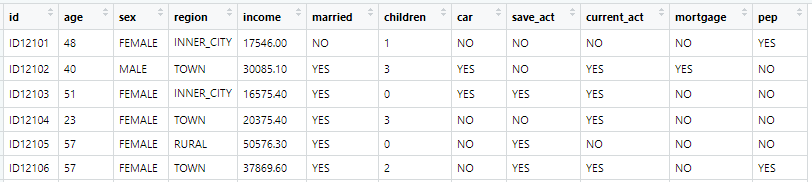 id age sex region income married children car save_act current_act mortgage pep
ID12101 48 FEMALE INNER_CITY 17546.00 NO 1 NO NO NO NO YES
ID12102 40 MALE TOWN 30085.10 YES 3 YES NO YES YES NO
ID12103 51 FEMALE INNER_CITY 16575.40 YES 0 YES YES YES NO NO
ID12104 23 FEMALE TOWN 20375.40 YES 3 NO NO YES NO NO
ID12105 57 FEMALE RURAL 50576.30 YES 0 NO YES NO NO NO
ID12106 57 FEMALE TOWN 37869.60 YES 2 NO YES YES NO YES